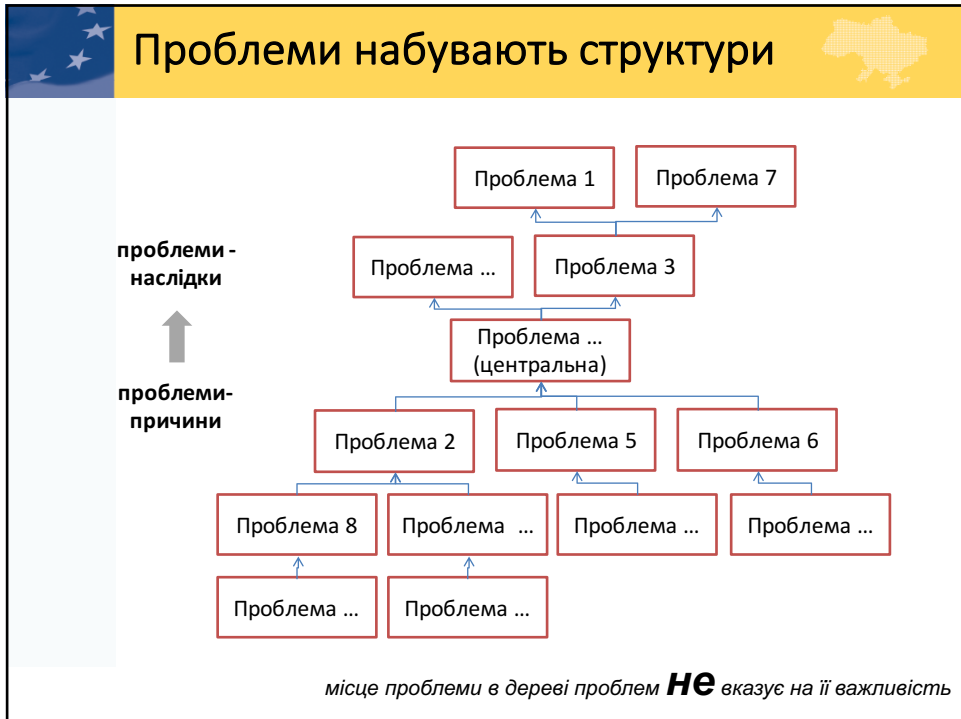 Проблеми набувають структури
Проблема 1
Проблема 7
проблеми -
наслідки
Проблема ...
Проблема 3
Проблема ...
(центральна)
проблеми-
причини
Проблема 2
Проблема 5
Проблема 6
Проблема 8
Проблема ...
Проблема ...
Проблема ...
Проблема ...
Проблема ...
місце проблеми в дереві проблем не вказує на її важливість